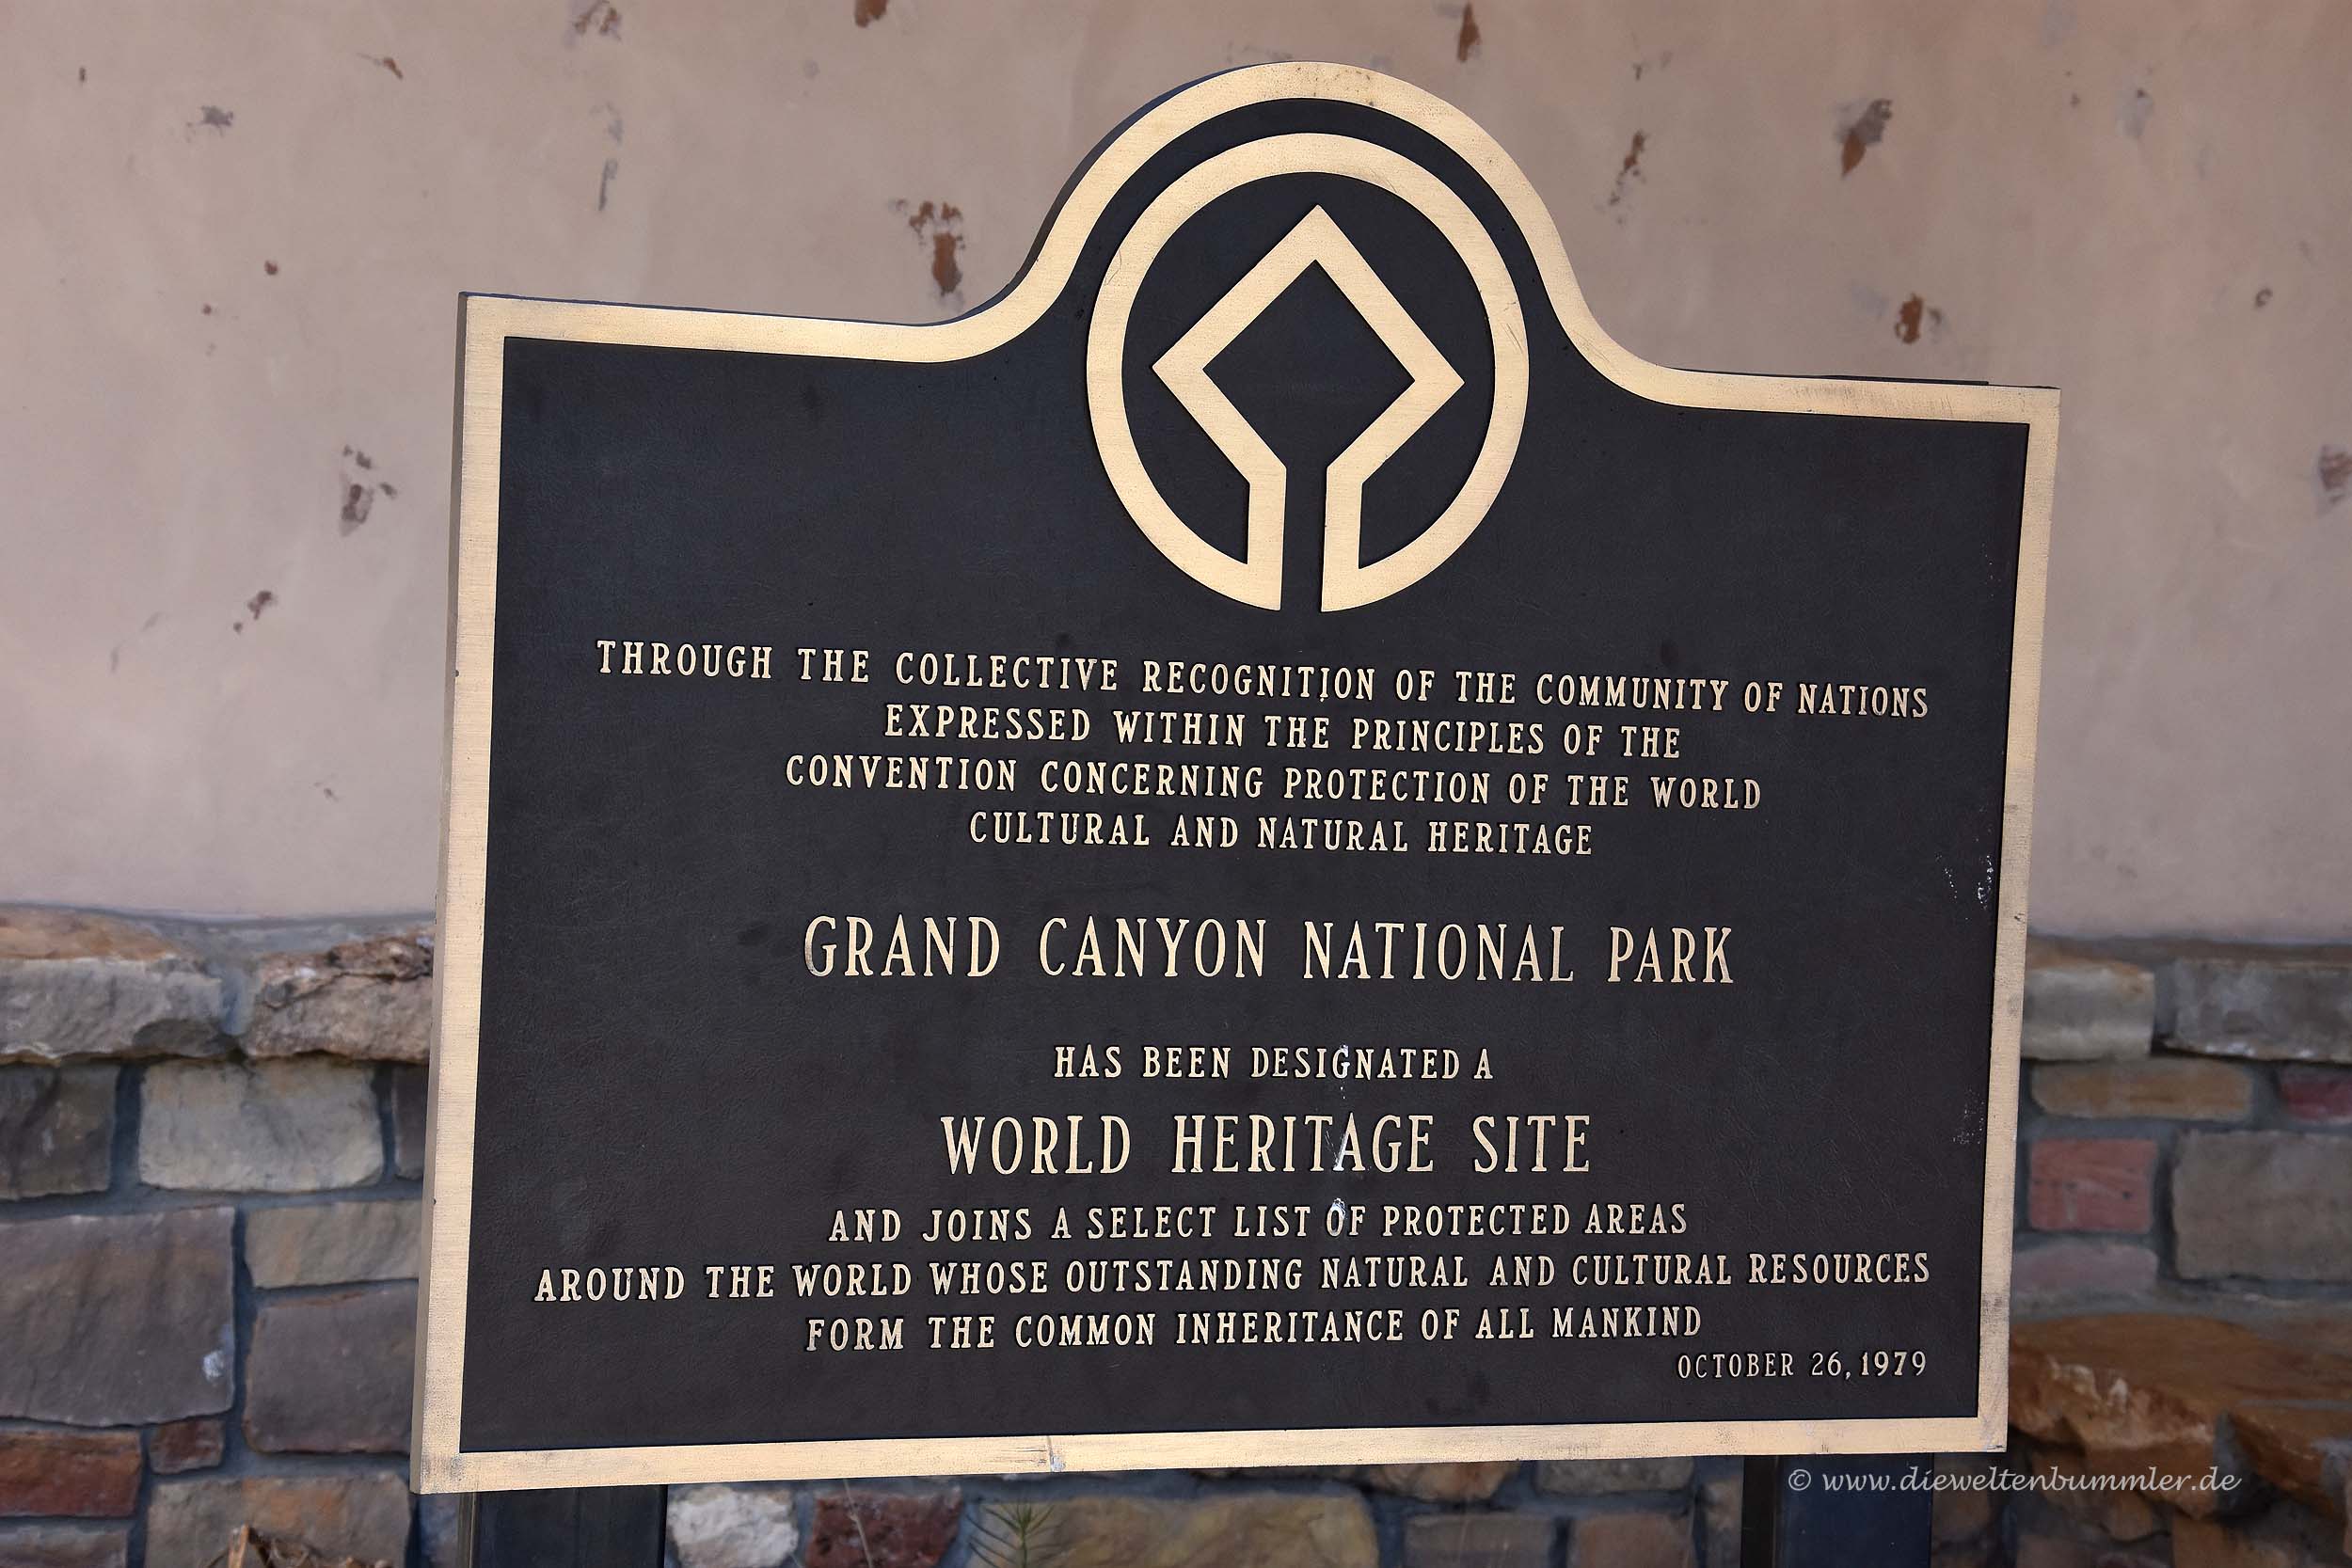 THROUGH THE COLLECTIVE RECOGNITION OF THE COMMUNITY OF NATIONS
EXPRESSED WITHIN THE PRINCIPLES OF THE
CONVENTION CONCERNING PROTECTION OF THE WORLD
CULTURAL AND NATURAL HERITAGE
GRAND CANYON NATIONAL PARK
HAS BEEN DESIGNATED A
WORLD HERITAGE SITE
AND JOINS A SELECT LIST OF PROTECTED AREAS
AROUND THE WORLD WHOSE OUTSTANDING NATURAL AND CULTURAL RESOURCES
FORM THE COMMON INHERITANCE OF ALL MANKIND
OCTOBER 26, 1979
© www.dieweltenbummler.de